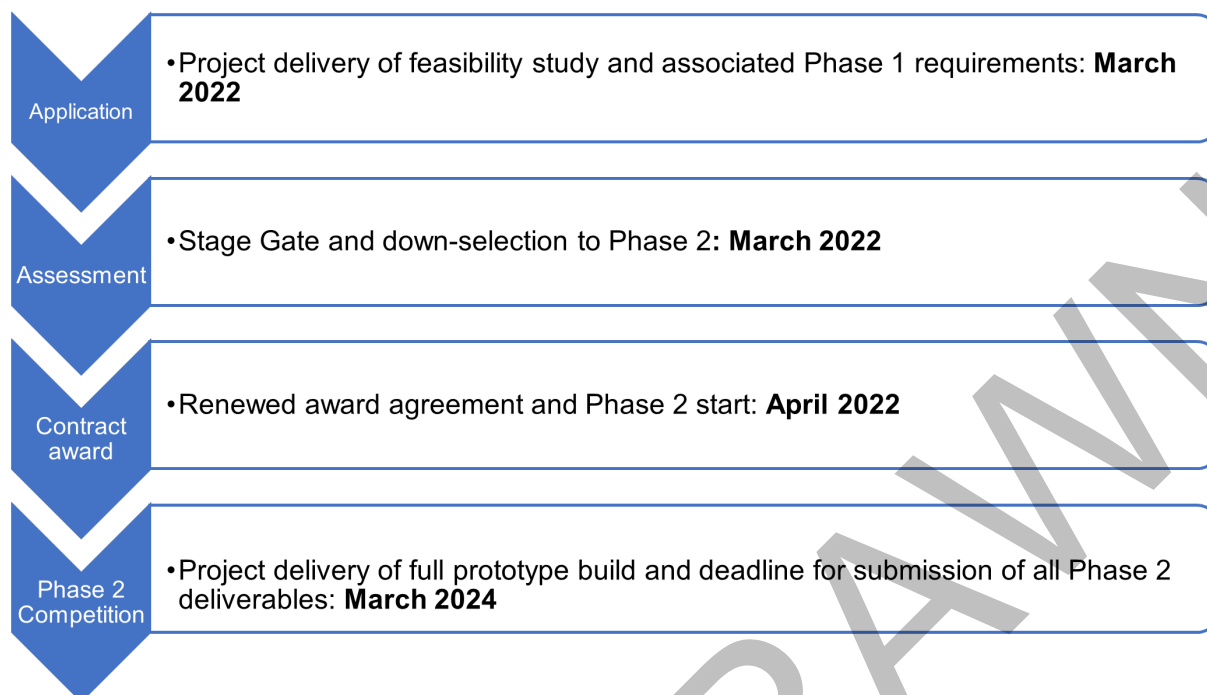 Application
•Project delivery of feasibility study and associated Phase 1 requirements: March
2022
Assessment
•Stage Gate and down-selection to Phase 2: March 2022
Contract
award
•Renewed award agreement and Phase 2 start: April 2022
Phase 2
Competition
•Project delivery of full prototype build and deadline for submission of all Phase 2
deliverables: March 2024